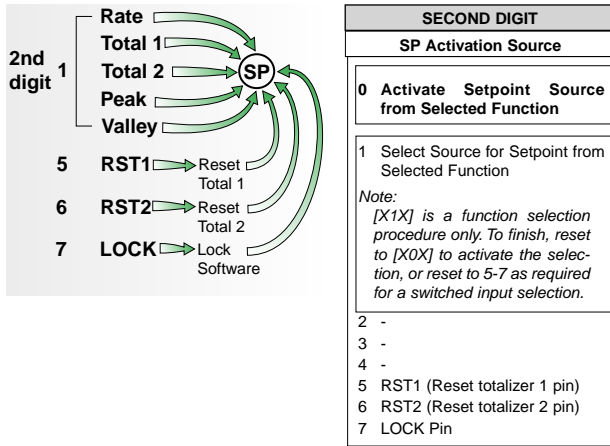 Rate
Total 1
2nd
digit
1
Total 2
SP
Peak
Valley
5 RST1 Reset
Total 1
6 RST2 Reset
Total 2
7 LOCK Lock
Software
SECOND DIGIT
SP Activation Source
0 Activate Setpoint Source
from Selected Function
1 Select Source for Setpoint from
Selected Function
Note:
[X1X] is a function selection
procedure only. To finish, reset
to [X0X] to activate the selec-
tion, or reset to 5-7 as required
for a switched input selection.
2 -
3 -
4 -
5 RST1 (Reset totalizer 1 pin)
6 RST2 (Reset totalizer 2 pin)
7 LOCK Pin